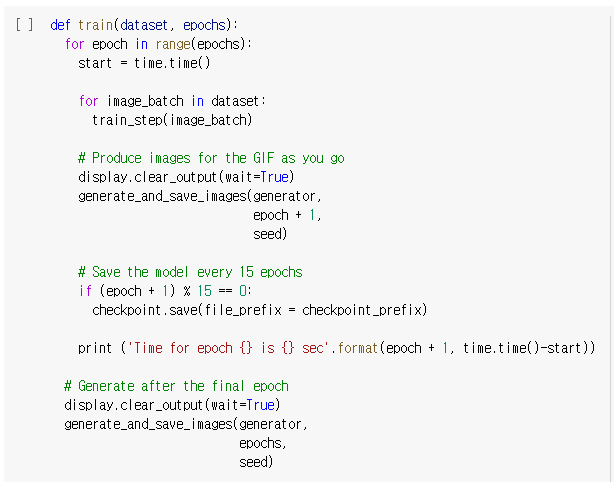 [ ] def train(dataset, epochs):
  for epoch in range(epochs):
    start = time.time()

    for image_batch in dataset:
      train_step(image_batch)

    # Produce images for the GIF as you go
    display.clear_output(wait=True)
    generate_and_save_images(generator,
                             epoch + 1,
                             seed)

    # Save the model every 15 epochs
    if (epoch + 1) % 15 == 0:
      checkpoint.save(file_prefix = checkpoint_prefix)

    print ('Time for epoch {} is {} sec'.format(epoch + 1, time.time()-start))

  # Generate after the final epoch
  display.clear_output(wait=True)
  generate_and_save_images(generator,
                           epochs,
                           seed)